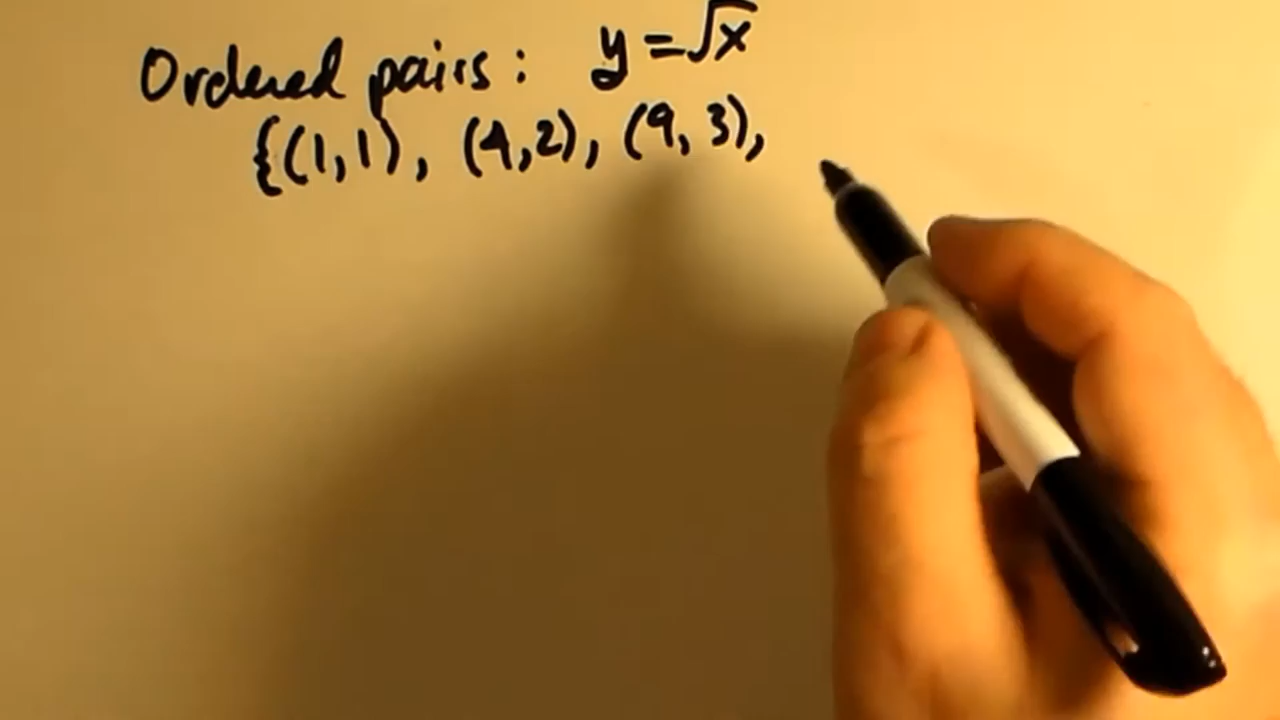 Ordered pairs : y = √x
{(1,1), (4,2), (9,3),